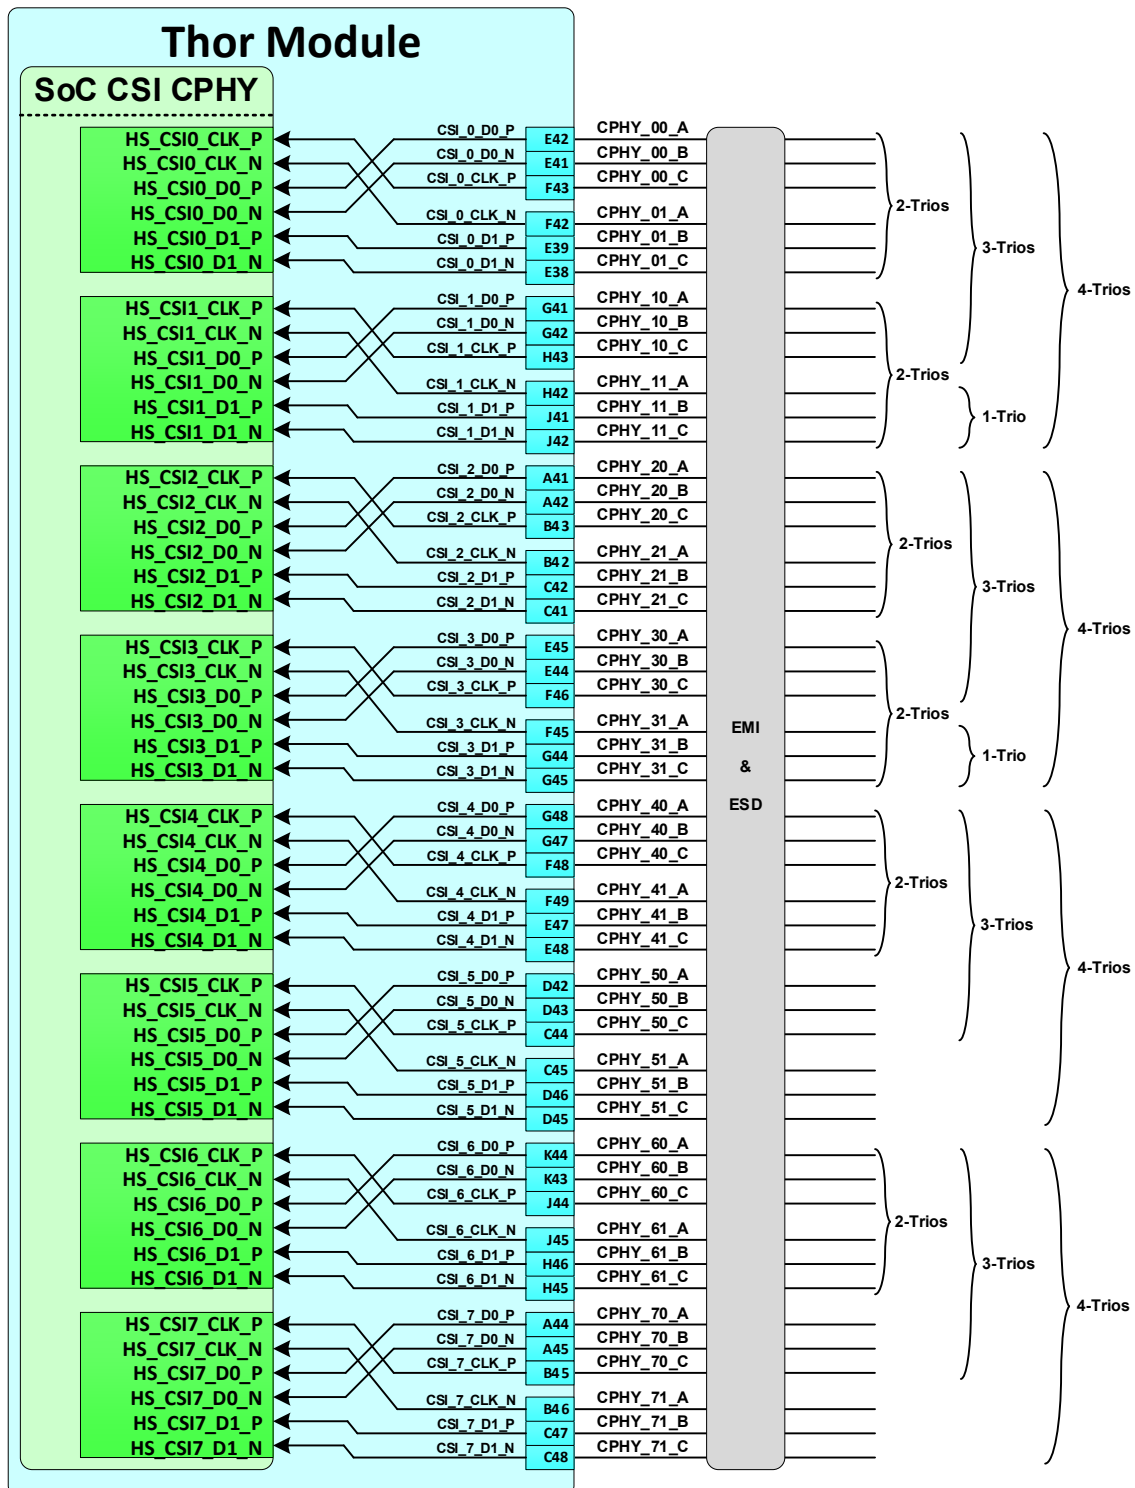 Thor Module
SoC CSI CPHY
HS_CSI0_CLK_P CSI_0_D0_P E42 CPHY_00_A
HS_CSI0_CLK_N CSI_0_D0_N E41 CPHY_00_B
HS_CSI0_D0_P CSI_0_CLK_P F43 CPHY_00_C
2-Trios
HS_CSI0_D0_N CSI_0_CLK_N F42 CPHY_01_A
HS_CSI0_D1_P CSI_0_D1_P E39 CPHY_01_B
3-Trios
HS_CSI0_D1_N CSI_0_D1_N E38 CPHY_01_C
4-Trios
HS_CSI1_CLK_P CSI_1_D0_P G41 CPHY_10_A
HS_CSI1_CLK_N CSI_1_D0_N G42 CPHY_10_B
HS_CSI1_D0_P CSI_1_CLK_P H43 CPHY_10_C
2-Trios
HS_CSI1_D0_N CSI_1_CLK_N H42 CPHY_11_A
HS_CSI1_D1_P CSI_1_D1_P J41 CPHY_11_B
1-Trio
HS_CSI1_D1_N CSI_1_D1_N J42 CPHY_11_C
HS_CSI2_CLK_P CSI_2_D0_P A41 CPHY_20_A
HS_CSI2_CLK_N CSI_2_D0_N A42 CPHY_20_B
HS_CSI2_D0_P CSI_2_CLK_P B43 CPHY_20_C
2-Trios
HS_CSI2_D0_N CSI_2_CLK_N B42 CPHY_21_A
HS_CSI2_D1_P CSI_2_D1_P C42 CPHY_21_B
3-Trios
HS_CSI2_D1_N CSI_2_D1_N C41 CPHY_21_C
4-Trios
HS_CSI3_CLK_P CSI_3_D0_P E45 CPHY_30_A
HS_CSI3_CLK_N CSI_3_D0_N E44 CPHY_30_B
HS_CSI3_D0_P CSI_3_CLK_P F46 CPHY_30_C
2-Trios
HS_CSI3_D0_N CSI_3_CLK_N F45 CPHY_31_A
HS_CSI3_D1_P CSI_3_D1_P G44 CPHY_31_B
1-Trio
HS_CSI3_D1_N CSI_3_D1_N G45 CPHY_31_C
EMI
&
ESD
HS_CSI4_CLK_P CSI_4_D0_P G48 CPHY_40_A
HS_CSI4_CLK_N CSI_4_D0_N G47 CPHY_40_B
HS_CSI4_D0_P CSI_4_CLK_P F48 CPHY_40_C
2-Trios
HS_CSI4_D0_N CSI_4_CLK_N F49 CPHY_41_A
HS_CSI4_D1_P CSI_4_D1_P E47 CPHY_41_B
3-Trios
HS_CSI4_D1_N CSI_4_D1_N E48 CPHY_41_C
4-Trios
HS_CSI5_CLK_P CSI_5_D0_P D42 CPHY_50_A
HS_CSI5_CLK_N CSI_5_D0_N D43 CPHY_50_B
HS_CSI5_D0_P CSI_5_CLK_P C44 CPHY_50_C
HS_CSI5_D0_N CSI_5_CLK_N C45 CPHY_51_A
HS_CSI5_D1_P CSI_5_D1_P D46 CPHY_51_B
HS_CSI5_D1_N CSI_5_D1_N D45 CPHY_51_C
HS_CSI6_CLK_P CSI_6_D0_P K44 CPHY_60_A
HS_CSI6_CLK_N CSI_6_D0_N K43 CPHY_60_B
HS_CSI6_D0_P CSI_6_CLK_P J44 CPHY_60_C
2-Trios
HS_CSI6_D0_N CSI_6_CLK_N J45 CPHY_61_A
HS_CSI6_D1_P CSI_6_D1_P H46 CPHY_61_B
3-Trios
HS_CSI6_D1_N CSI_6_D1_N H45 CPHY_61_C
4-Trios
HS_CSI7_CLK_P CSI_7_D0_P A44 CPHY_70_A
HS_CSI7_CLK_N CSI_7_D0_N A45 CPHY_70_B
HS_CSI7_D0_P CSI_7_CLK_P B45 CPHY_70_C
HS_CSI7_D0_N CSI_7_CLK_N B46 CPHY_71_A
HS_CSI7_D1_P CSI_7_D1_P C47 CPHY_71_B
HS_CSI7_D1_N CSI_7_D1_N C48 CPHY_71_C